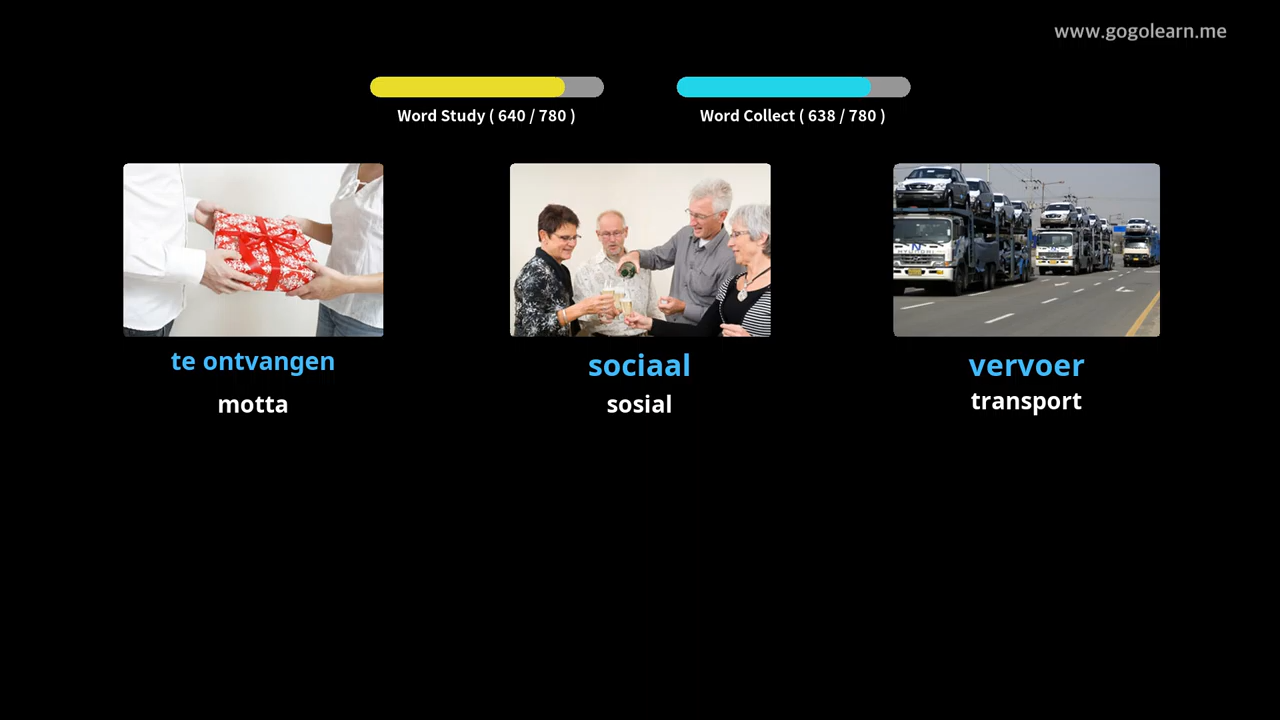 www.gogolearn.me
Word Study ( 640 / 780 )
Word Collect ( 638 / 780 )
te ontvangen
sociaal
vervoer
motta
sosial
transport